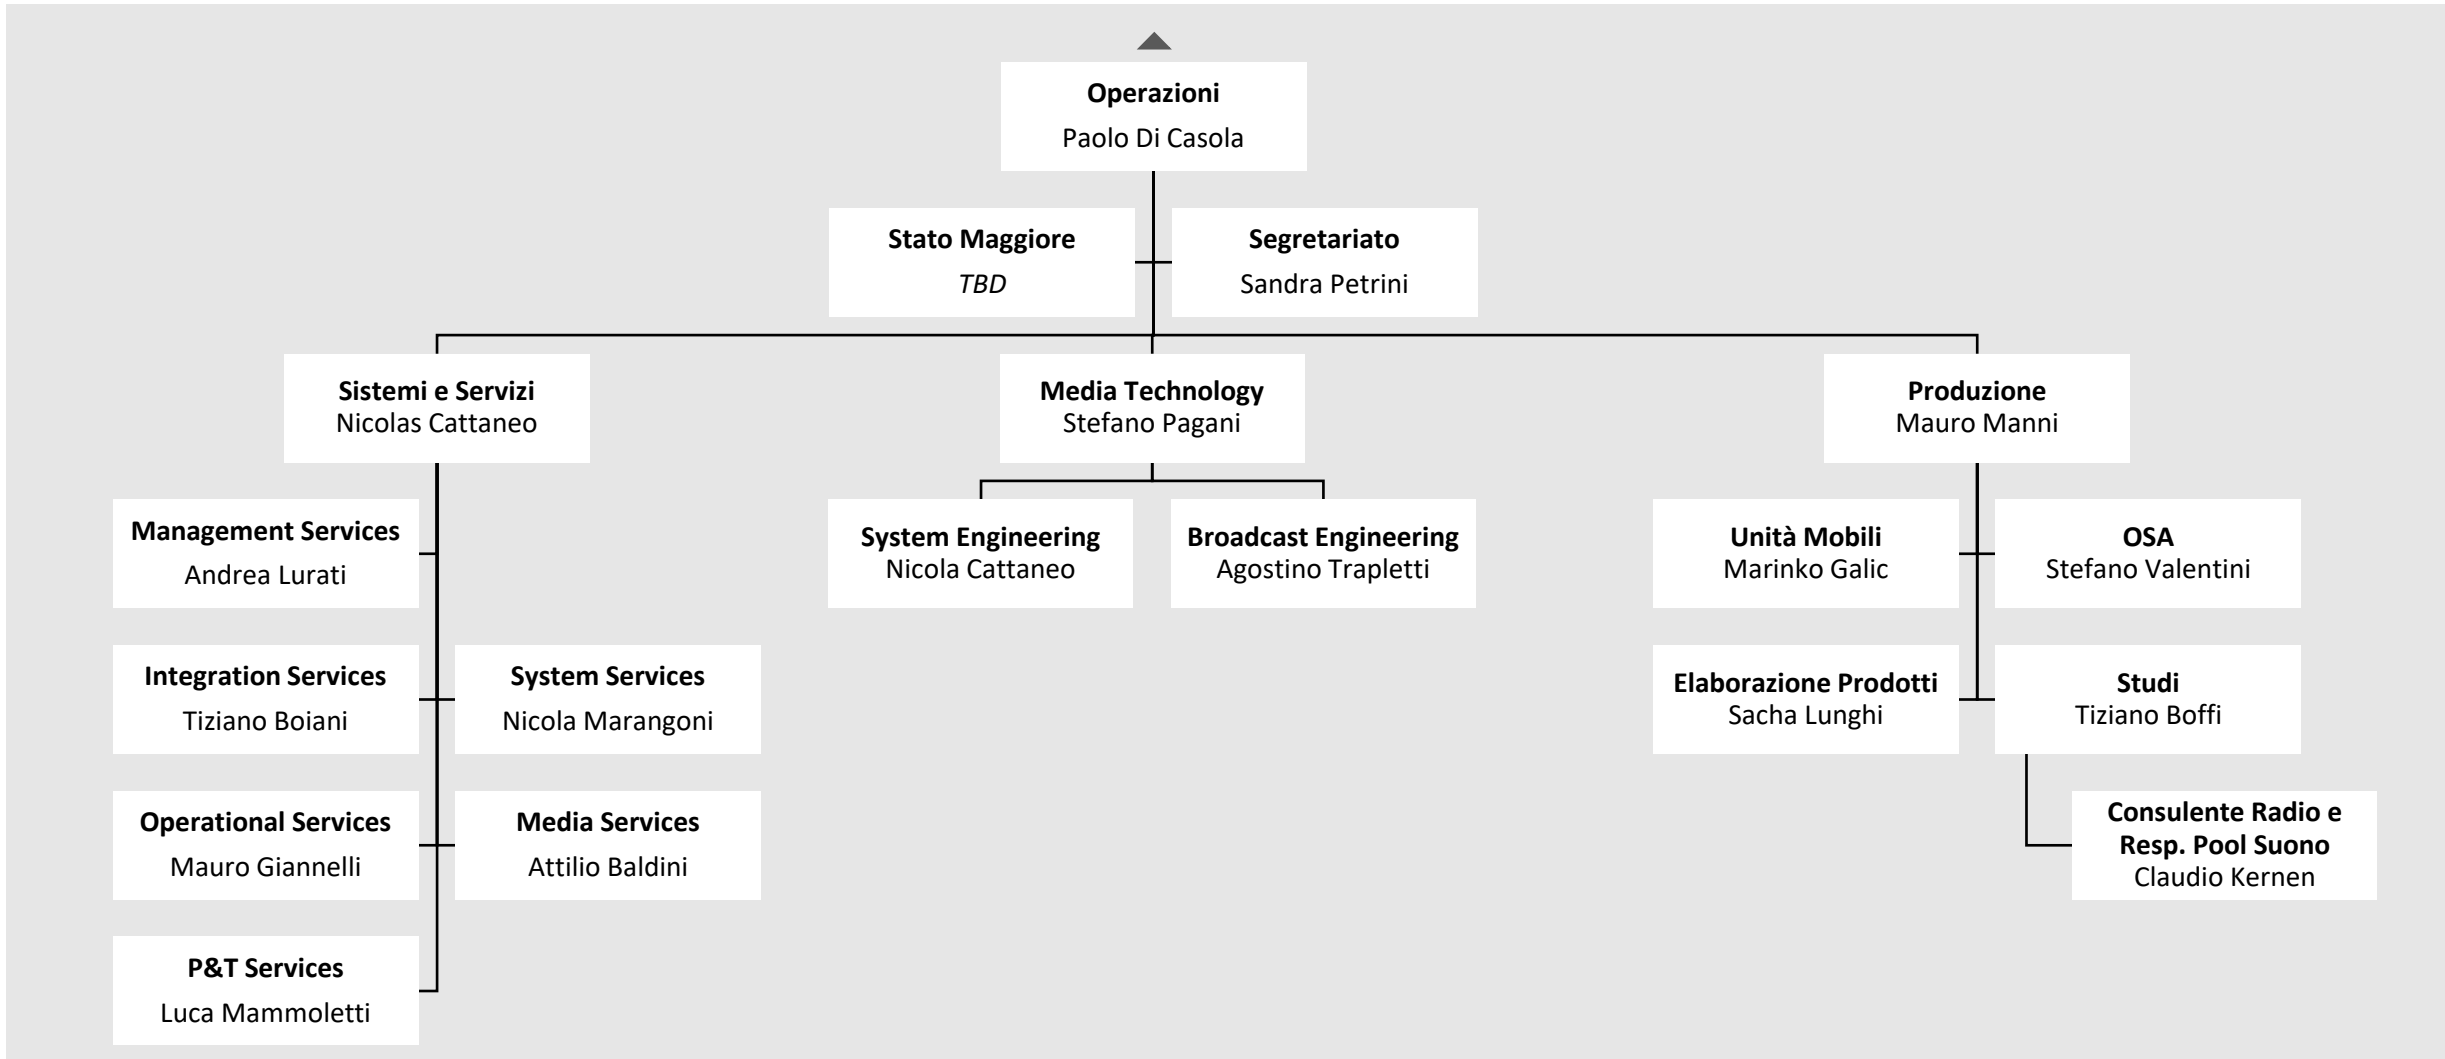 Operazioni
Paolo Di Casola
Stato Maggiore
TBD
Segretariato
Sandra Petrini
Sistemi e Servizi
Nicolas Cattaneo
Media Technology
Stefano Pagani
Produzione
Mauro Manni
Management Services
Andrea Lurati
System Engineering
Nicola Cattaneo
Broadcast Engineering
Agostino Trapletti
Unità Mobili
Marinko Galic
OSA
Stefano Valentini
Integration Services
Tiziano Boiani
System Services
Nicola Marangoni
Elaborazione Prodotti
Sacha Lunghi
Studi
Tiziano Boffi
Operational Services
Mauro Giannelli
Media Services
Attilio Baldini
Consulente Radio e
Resp. Pool Suono
Claudio Kernen
P&T Services
Luca Mammoletti